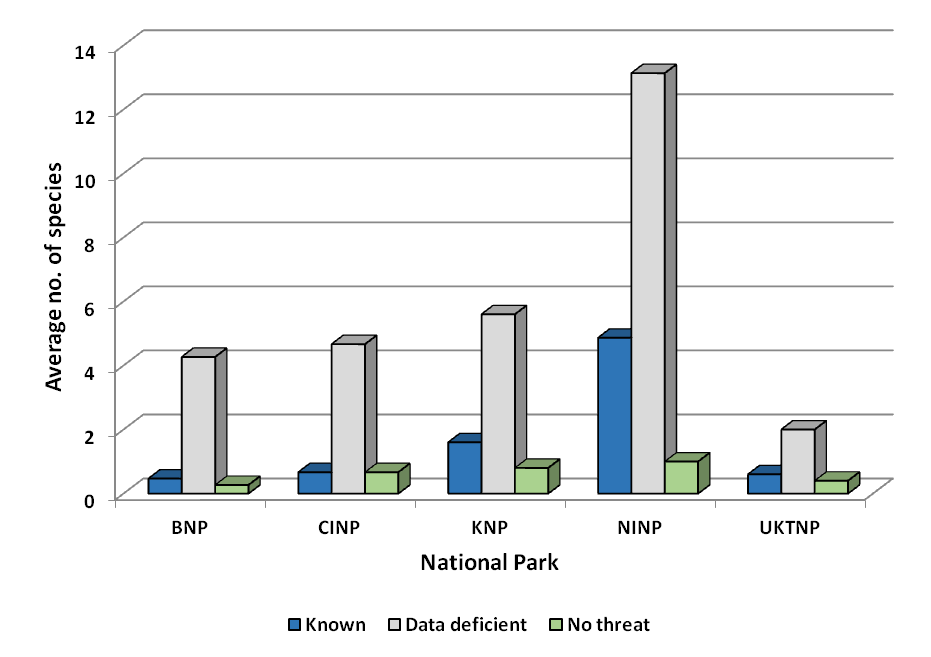 14
12
10
8
6
4
2
0
Average no. of species
BNP CINP KNP NINP UKTNP
National Park
Known Data deficient No threat